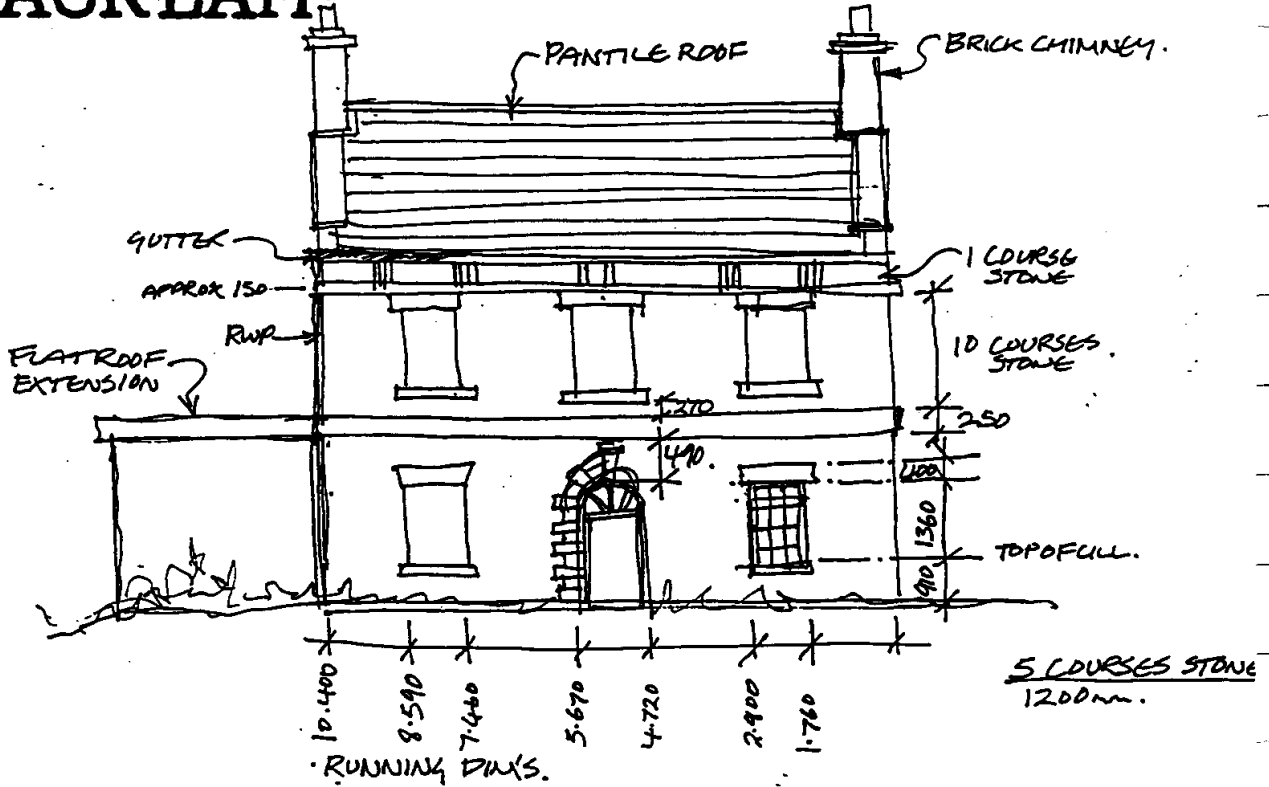 PANTILE ROOF
BRICK CHIMNEY.
GUTTER
1 COURSE
STONE
APPROX 150
RWP
10 COURSES
STONE
FLAT ROOF
EXTENSION
270
250
490.
400
1360
TOP OF CILL.
910
10.400
8.590
7.460
5.670
4.720
2.900
1.760
5 COURSES STONE
1200mm.
RUNNING DIM'S.